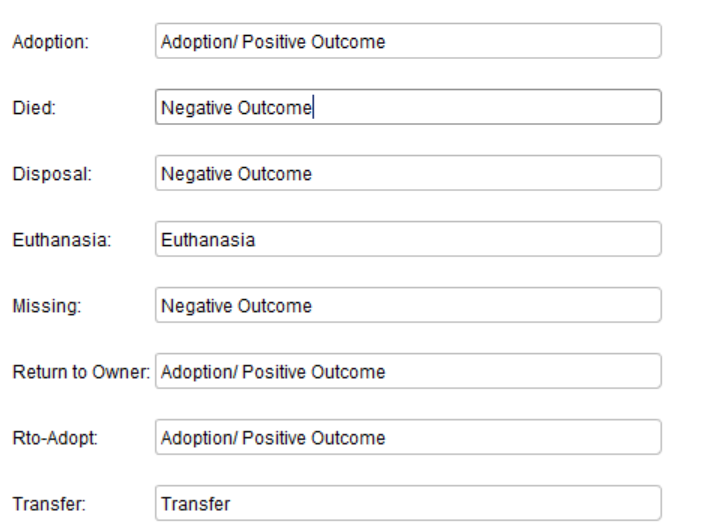 Adoption: Adoption/ Positive Outcome
Died: Negative Outcome
Disposal: Negative Outcome
Euthanasia: Euthanasia
Missing: Negative Outcome
Return to Owner: Adoption/ Positive Outcome
Rto-Adopt: Adoption/ Positive Outcome
Transfer: Transfer